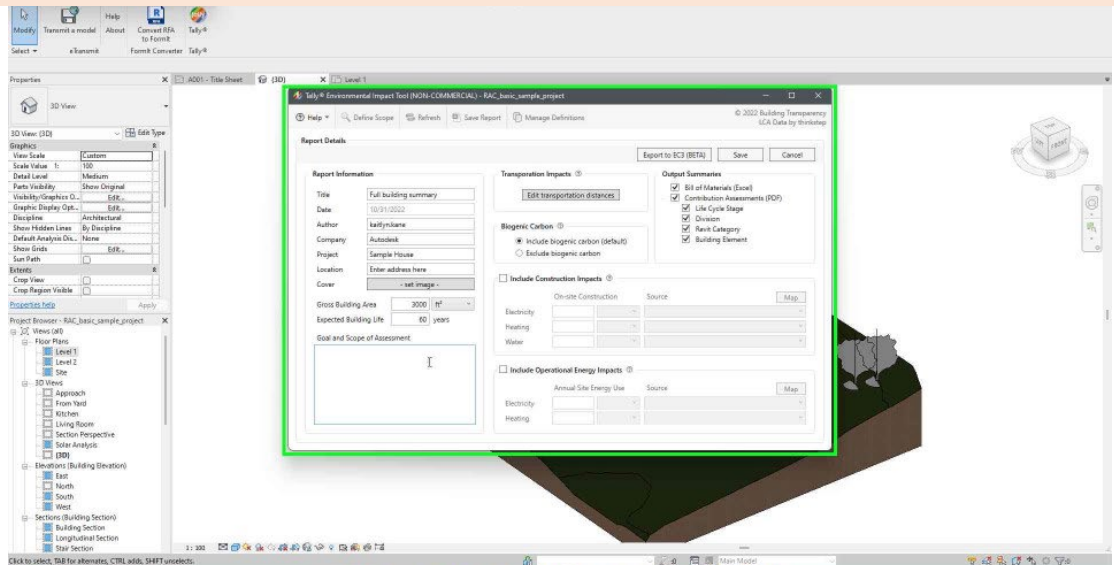 Help
Modify Transmit a model About Convert RFA Tally®
to FormIt
Select eTransmit FormIt Converter Tally®
Properties
A001 - Title Sheet
{3D}
Level 1
3D View
3D View: {3D} Edit Type
Graphics
View Scale Custom
Scale Value 1: 100
Detail Level Medium
Parts Visibility Show Original
Visibility/Graphics O... Edit...
Graphic Display Opt... Edit...
Discipline Architectural
Show Hidden Lines By Discipline
Default Analysis Dis... None
Show Grids Edit...
Sun Path
Extents
Crop View
Crop Region Visible
Properties help Apply
Project Browser - RAC_basic_sample_project
Views (all)
Floor Plans
Level 1
Level 2
Site
3D Views
Approach
From Yard
Kitchen
Living Room
Section Perspective
Solar Analysis
{3D}
Elevations (Building Elevation)
East
North
South
West
Sections (Building Section)
Building Section
Longitudinal Section
Stair Section
Tally® Environmental Impact Tool (NON-COMMERCIAL) - RAC_basic_sample_project
Help Define Scope Refresh Save Report Manage Definitions
© 2022 Building Transparency
LCA Data by thinkstep
Report Details
Export to EC3 (BETA) Save Cancel
Report Information
Title Full building summary
Date 10/31/2022
Author kaitlyn.kane
Company Autodesk
Project Sample House
Location Enter address here
Cover - set image -
Gross Building Area 3000 ft²
Expected Building Life 60 years
Goal and Scope of Assessment
Transporation Impacts
Edit transportation distances
Biogenic Carbon
Include biogenic carbon (default)
Exclude biogenic carbon
Output Summaries
Bill of Materials (Excel)
Contribution Assessments (PDF)
Life Cycle Stage
Division
Revit Category
Building Element
Include Construction Impacts
On-site Construction Source Map
Electricity
Heating
Water
Include Operational Energy Impacts
Annual Site Energy Use Source Map
Electricity
Heating
FRONT
1 : 100
Click to select, TAB for alternates, CTRL adds, SHIFT unselects.
Main Model